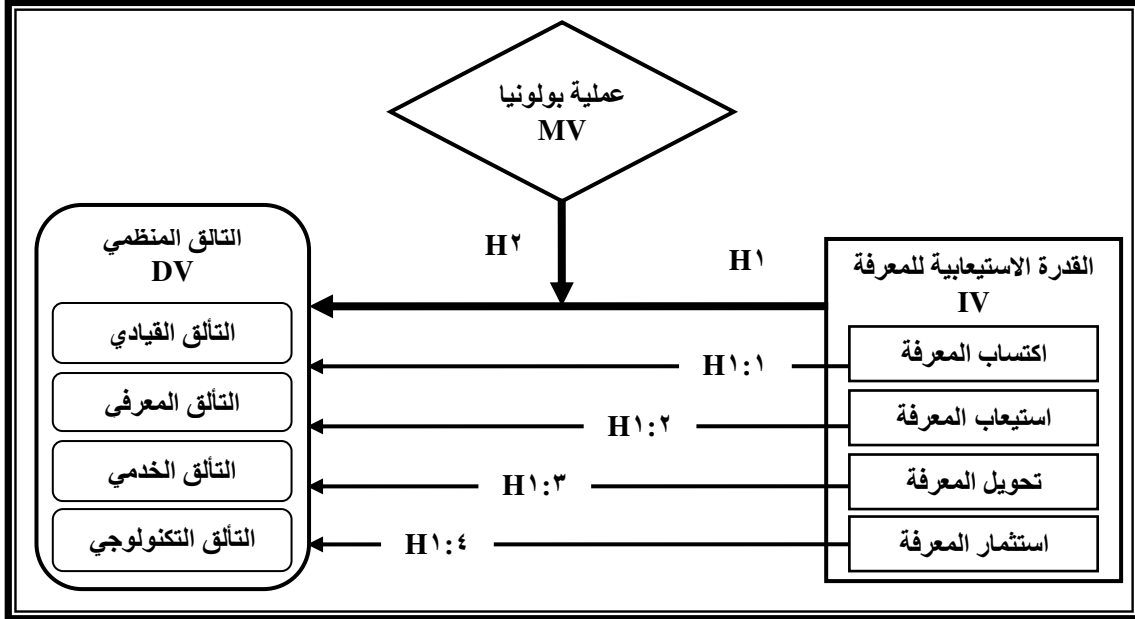 عملية بولونيا
MV
القدرة الاستيعابية للمعرفة
IV
اكتساب المعرفة
استيعاب المعرفة
تحويل المعرفة
استثمار المعرفة
H١
H٢
H١:١
H١:٢
H١:٣
H١:٤
التالق المنظمي
DV
التألق القيادي
التألق المعرفي
التألق الخدمي
التألق التكنولوجي